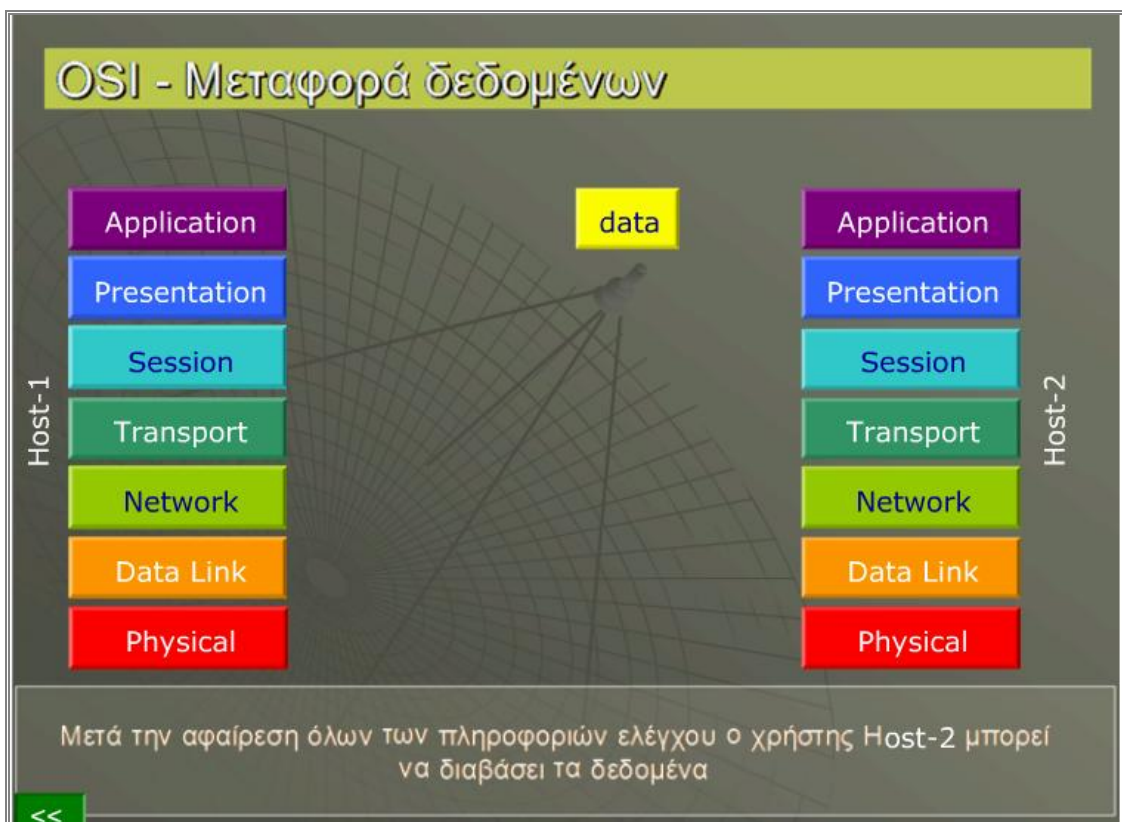 OSI - Μεταφορά δεδομένων
data
Host-1
Application
Presentation
Session
Transport
Network
Data Link
Physical
Application
Presentation
Session
Transport
Network
Data Link
Physical
Host-2
Μετά την αφαίρεση όλων των πληροφοριών ελέγχου ο χρήστης Host-2 μπορεί
να διαβάσει τα δεδομένα
<<